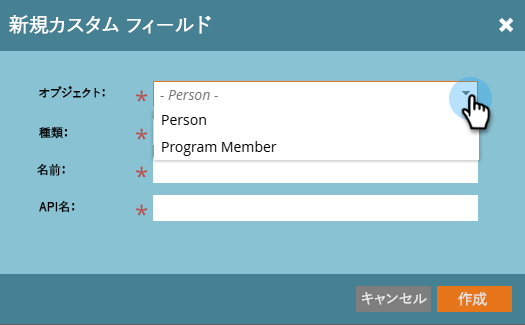 新規カスタム フィールド
オブジェクト: * - Person -
Person
種類: *
Program Member
名前: *
API名: *
キャンセル 作成